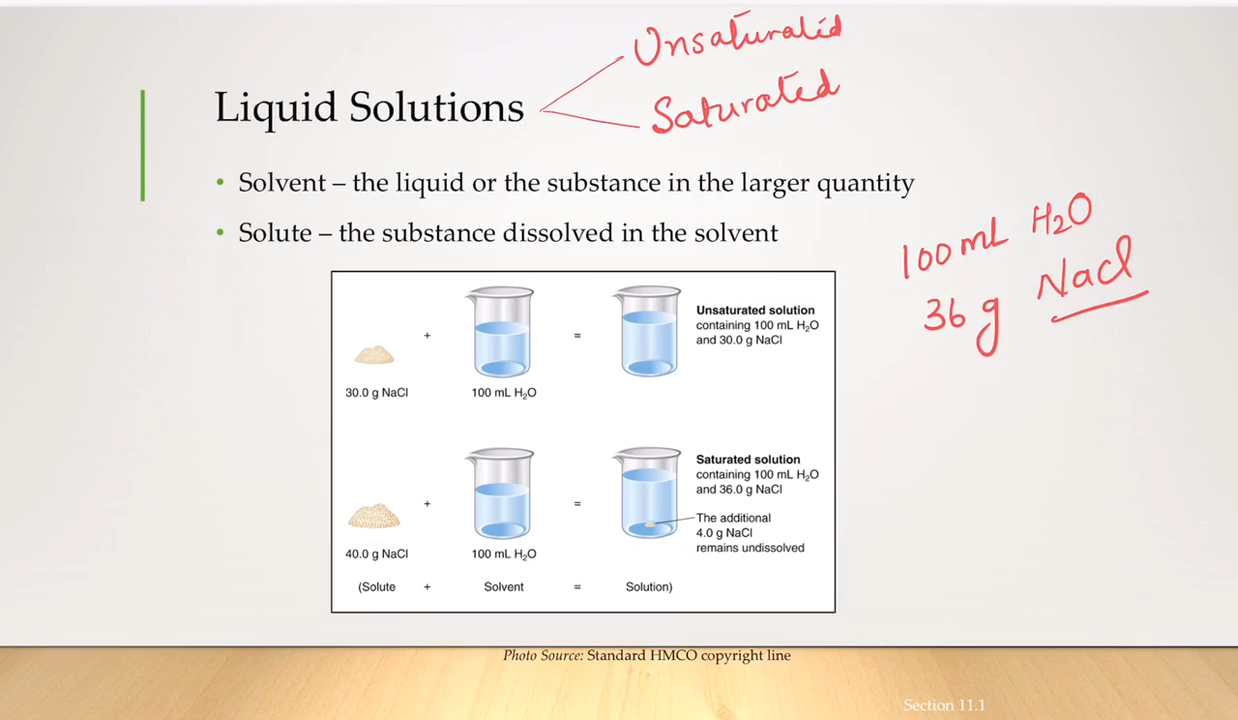 Unsaturated
Liquid Solutions
Saturated
• Solvent – the liquid or the substance in the larger quantity
• Solute – the substance dissolved in the solvent
100 mL H2O
36 g NaCl
Unsaturated solution
containing 100 mL H₂O
and 30.0 g NaCl
+
=
30.0 g NaCl
100 mL H₂O
Saturated solution
containing 100 mL H₂O
and 36.0 g NaCl
+
=
The additional
4.0 g NaCl
remains undissolved
40.0 g NaCl
100 mL H₂O
(Solute + Solvent = Solution)
Photo Source: Standard HMCO copyright line
Section 11.1